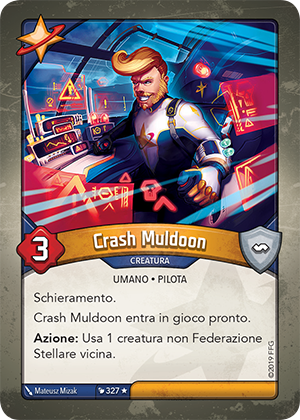 Crash Muldoon
CREATURA
3
UMANO • PILOTA
Schieramento.
Crash Muldoon entra in gioco pronto.
Azione: Usa 1 creatura non Federazione
Stellare vicina.
©2019 FFG
Mateusz Mizak
327